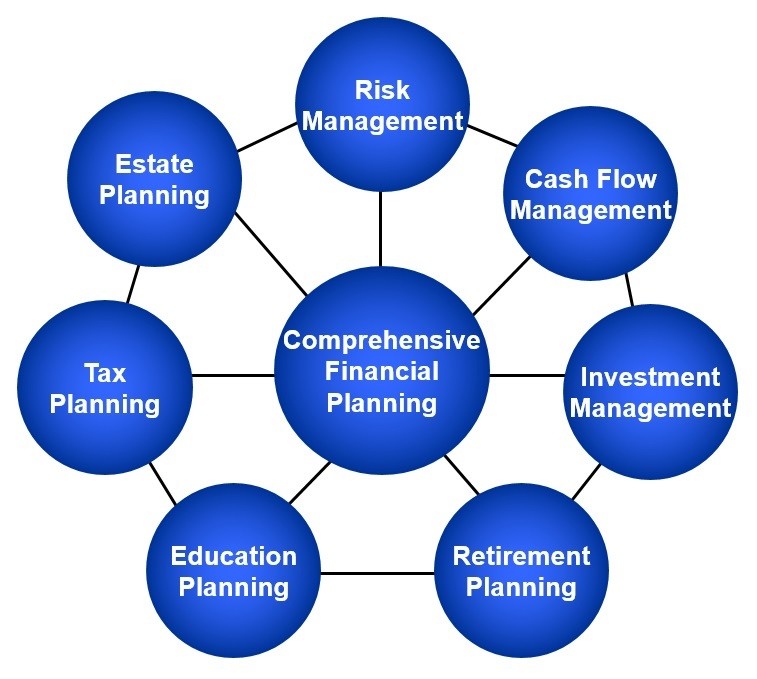 Risk
Management
Estate
Planning
Cash Flow
Management
Comprehensive
Financial
Planning
Tax
Planning
Investment
Management
Education
Planning
Retirement
Planning